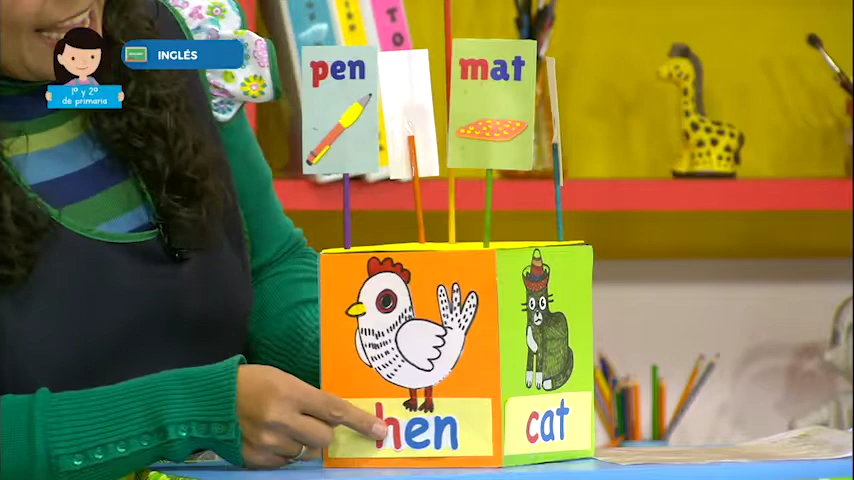 INGLÉS
1º y 2º
de primaria
pen
mat
hen
cat